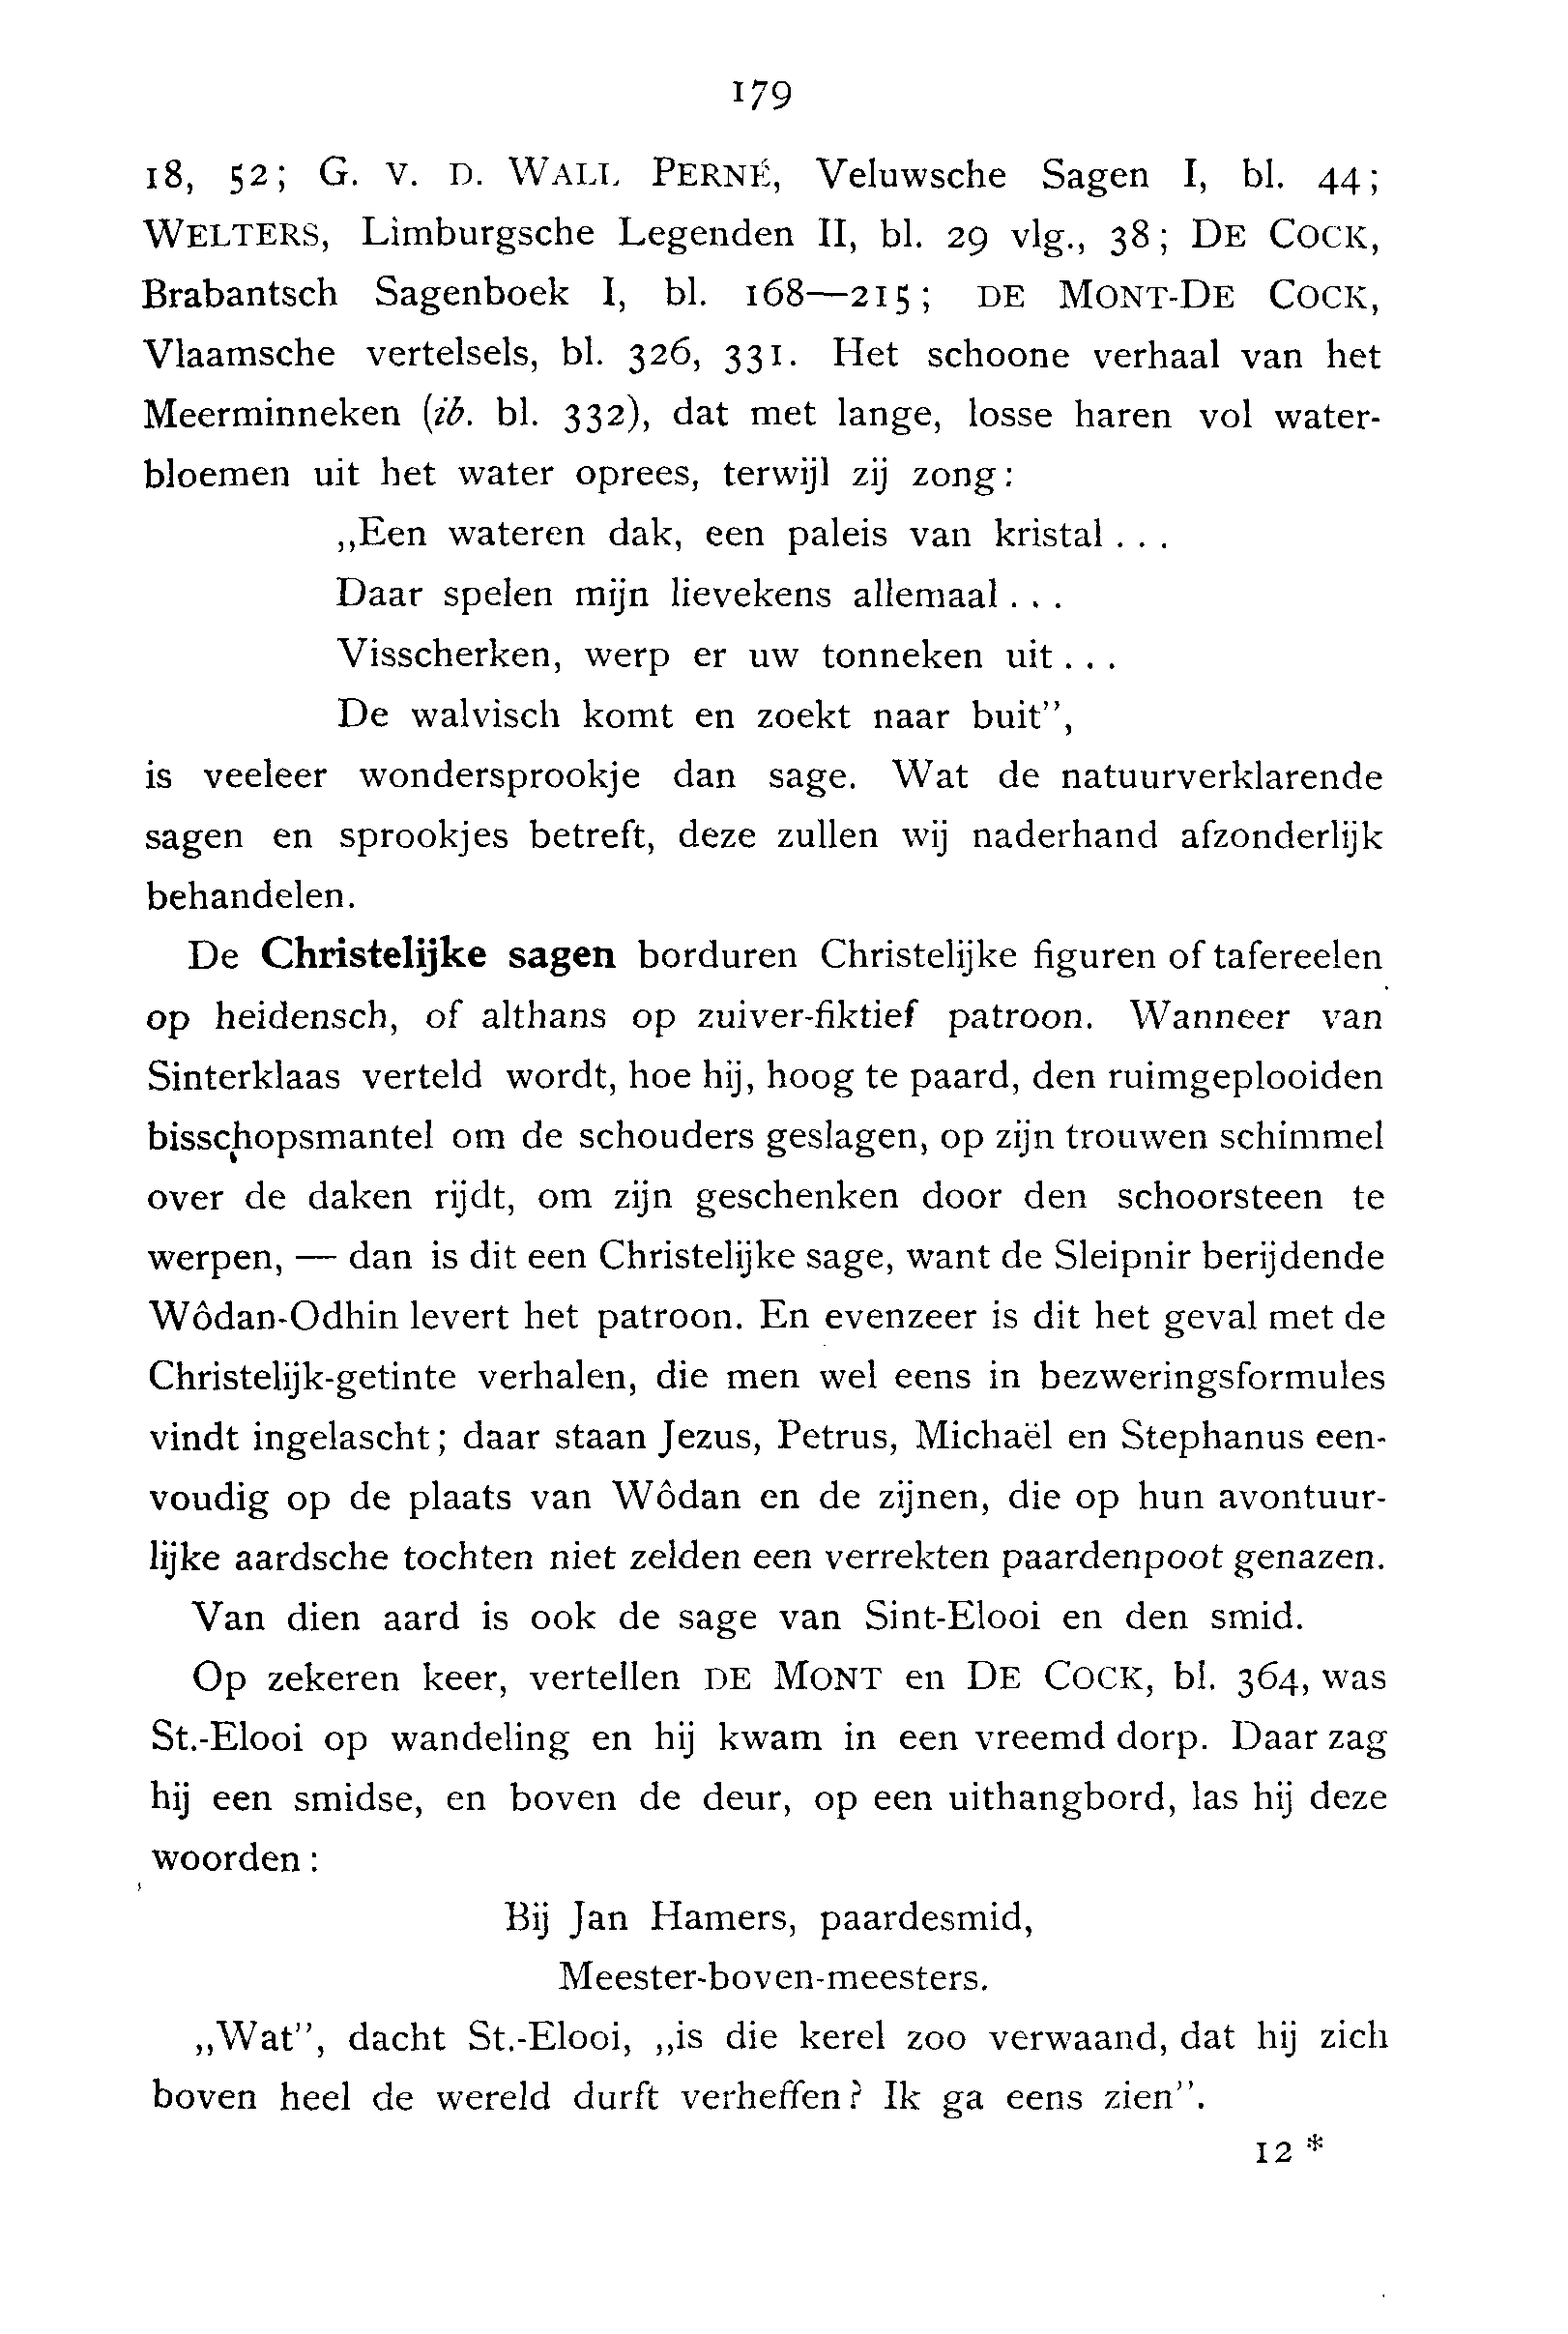 179
18, 52; G. V. D. WALL PERNÉ, Veluwsche Sagen I, bl. 44;
WELTERS, Limburgsche Legenden II, bl. 29 vlg., 38; DE COCK,
Brabantsch Sagenboek I, bl. 168—215; DE MONT-DE COCK,
Vlaamsche vertelsels, bl. 326, 331. Het schoone verhaal van het
Meerminneken (ib. bl. 332), dat met lange, losse haren vol water-
bloemen uit het water oprees, terwijl zij zong:
„Een wateren dak, een paleis van kristal . . .
Daar spelen mijn lievekens allemaal . . .
Visscherken, werp er uw tonneken uit . . .
De walvisch komt en zoekt naar buit”,
is veeleer wondersprookje dan sage. Wat de natuurverklarende
sagen en sprookjes betreft, deze zullen wij naderhand afzonderlijk
behandelen.
De Christelijke sagen borduren Christelijke figuren of tafereelen
op heidensch, of althans op zuiver-fiktief patroon. Wanneer van
Sinterklaas verteld wordt, hoe hij, hoog te paard, den ruimgeplooiden
bisschopsmantel om de schouders geslagen, op zijn trouwen schimmel
over de daken rijdt, om zijn geschenken door den schoorsteen te
werpen, — dan is dit een Christelijke sage, want de Sleipnir berijdende
Wôdan-Odhin levert het patroon. En evenzeer is dit het geval met de
Christelijk-getinte verhalen, die men wel eens in bezweringsformules
vindt ingelascht; daar staan Jezus, Petrus, Michaël en Stephanus een-
voudig op de plaats van Wôdan en de zijnen, die op hun avontuur-
lijke aardsche tochten niet zelden een verrekten paardenpoot genazen.
Van dien aard is ook de sage van Sint-Elooi en den smid.
Op zekeren keer, vertellen DE MONT en DE COCK, bl. 364, was
St.-Elooi op wandeling en hij kwam in een vreemd dorp. Daar zag
hij een smidse, en boven de deur, op een uithangbord, las hij deze
woorden:
Bij Jan Hamers, paardesmid,
Meester-boven-meesters.
„Wat”, dacht St.-Elooi, „is die kerel zoo verwaand, dat hij zich
boven heel de wereld durft verheffen? Ik ga eens zien”.
12 *